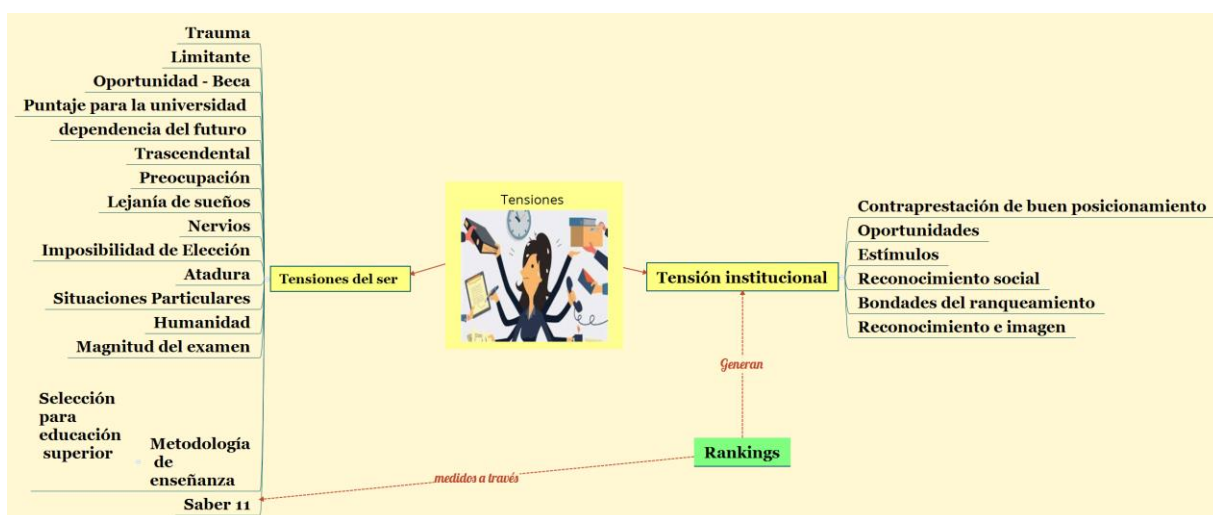 Trauma
Limitante
Oportunidad - Beca
Puntaje para la universidad
dependencia del futuro
Trascendental
Preocupación
Lejanía de sueños
Nervios
Imposibilidad de Elección
Atadura
Situaciones Particulares
Humanidad
Magnitud del examen
Selección
para
educación
superior
Metodología
de
enseñanza
Saber 11
Tensiones del ser
Tensiones
Tensión institucional
Contraprestación de buen posicionamiento
Oportunidades
Estímulos
Reconocimiento social
Bondades del ranqueamiento
Reconocimiento e imagen
Generan
Rankings
medidos a través